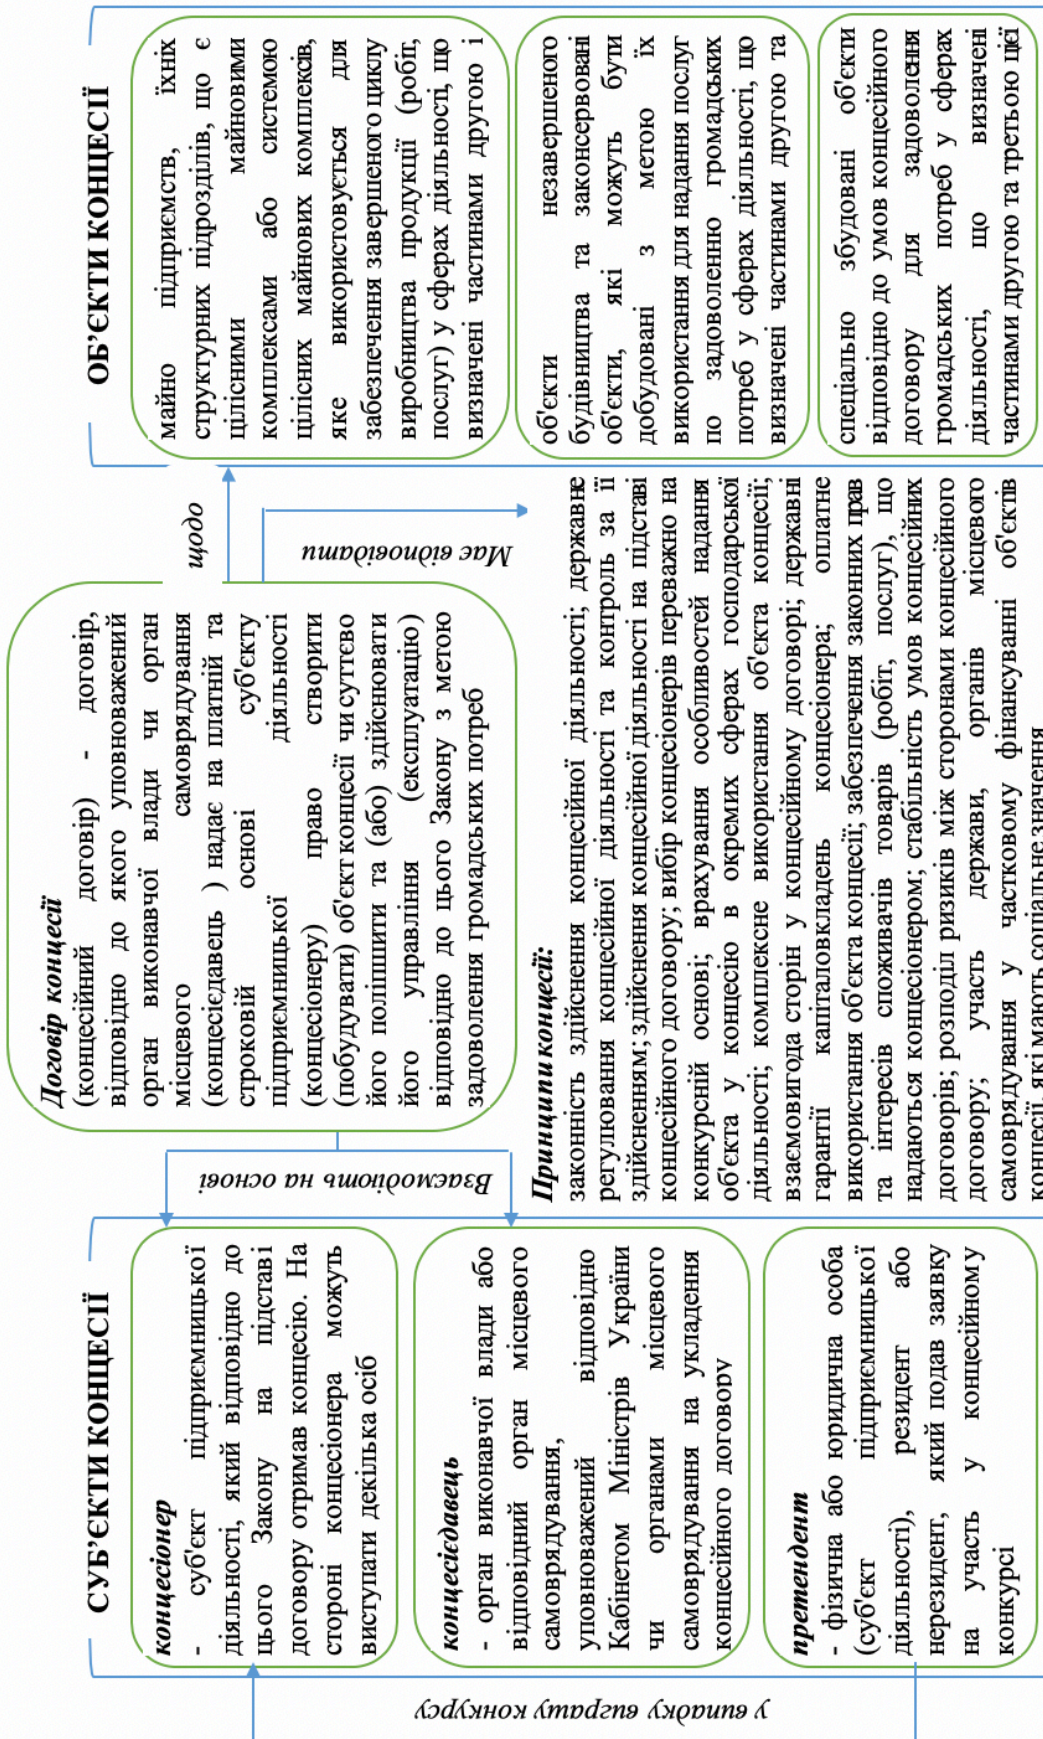 СУБ'ЄКТИ КОНЦЕСІЇ
концесіонер
- суб'єкт підприємницької
діяльності, який відповідно до
цього Закону на підставі
договору отримав концесію. На
стороні концесіонера можуть
виступати декілька осіб
концесієдавець
- орган виконавчої влади або
відповідний орган місцевого
самоврядування,
уповноважений відповідно
Кабінетом Міністрів України
чи органами місцевого
самоврядування на укладення
концесійного договору
претендент
- фізична або юридична особа
(суб'єкт підприємницької
діяльності), резидент або
нерезидент, який подав заявку
на участь у концесійному
конкурсі
у випадку виграшу конкурсу
Взаємодіють на основі
Договір концесії
(концесійний договір) - договір,
відповідно до якого уповноважений
орган виконавчої влади чи орган
місцевого самоврядування
(концесієдавець ) надає на платній та
строковій основі суб'єкту
підприємницької діяльності
(концесіонеру) право створити
(побудувати) об'єкт концесії чи суттєво
його поліпшити та (або) здійснювати
його управління (експлуатацію)
відповідно до цього Закону з метою
задоволення громадських потреб
щодо
Має відповідати
Принципи концесії:
законність здійснення концесійної діяльності; державне
регулювання концесійної діяльності та контроль за її
здійсненням; здійснення концесійної діяльності на підставі
концесійного договору; вибір концесіонерів переважно на
конкурсній основі; врахування особливостей надання
об'єкта у концесію в окремих сферах господарської
діяльності; комплексне використання об'єкта концесії;
взаємовигода сторін у концесійному договорі; державні
гарантії капіталовкладень концесіонера; оплатне
використання об'єкта концесії; забезпечення законних прав
та інтересів споживачів товарів (робіт, послуг), що
надаються концесіонером; стабільність умов концесійних
договорів; розподіл ризиків між сторонами концесійного
договору; участь держави, органів місцевого
самоврядування у частковому фінансуванні об'єктів
концесії, які мають соціальне значення
ОБ'ЄКТИ КОНЦЕСІЇ
майно підприємств, їхніх
структурних підрозділів, що є
цілісними майновими
комплексами або системою
цілісних майнових комплексів,
яке використовується для
забезпечення завершеного циклу
виробництва продукції (робіт,
послуг) у сферах діяльності, що
визначені частинами другою і
об'єкти незавершеного
будівництва та законсервовані
об'єкти, які можуть бути
добудовані з метою їх
використання для надання послуг
по задоволенню громадських
потреб у сферах діяльності, що
визначені частинами другою та
спеціально збудовані об'єкти
відповідно до умов концесійного
договору для задоволення
громадських потреб у сферах
діяльності, що визначені
частинами другою та третьою цієї